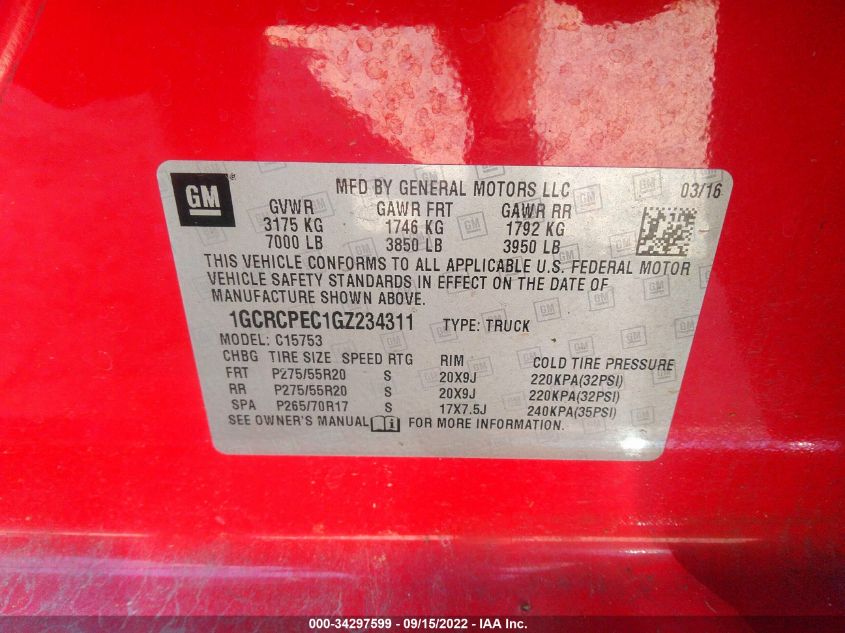 GM
MFD BY GENERAL MOTORS LLC 03/16
GVWR GAWR FRT GAWR RR
3175 KG 1746 KG 1792 KG
7000 LB 3850 LB 3950 LB
THIS VEHICLE CONFORMS TO ALL APPLICABLE U.S. FEDERAL MOTOR
VEHICLE SAFETY STANDARDS IN EFFECT ON THE DATE OF
MANUFACTURE SHOWN ABOVE.
1GCRCPEC1GZ234311 TYPE: TRUCK
MODEL: C15753
CHBG TIRE SIZE SPEED RTG RIM COLD TIRE PRESSURE
FRT P275/55R20 S 20X9J 220KPA(32PSI)
RR P275/55R20 S 20X9J 220KPA(32PSI)
SPA P265/70R17 S 17X7.5J 240KPA(35PSI)
SEE OWNER'S MANUAL FOR MORE INFORMATION.
000-34297599 - 09/15/2022 - IAA Inc.